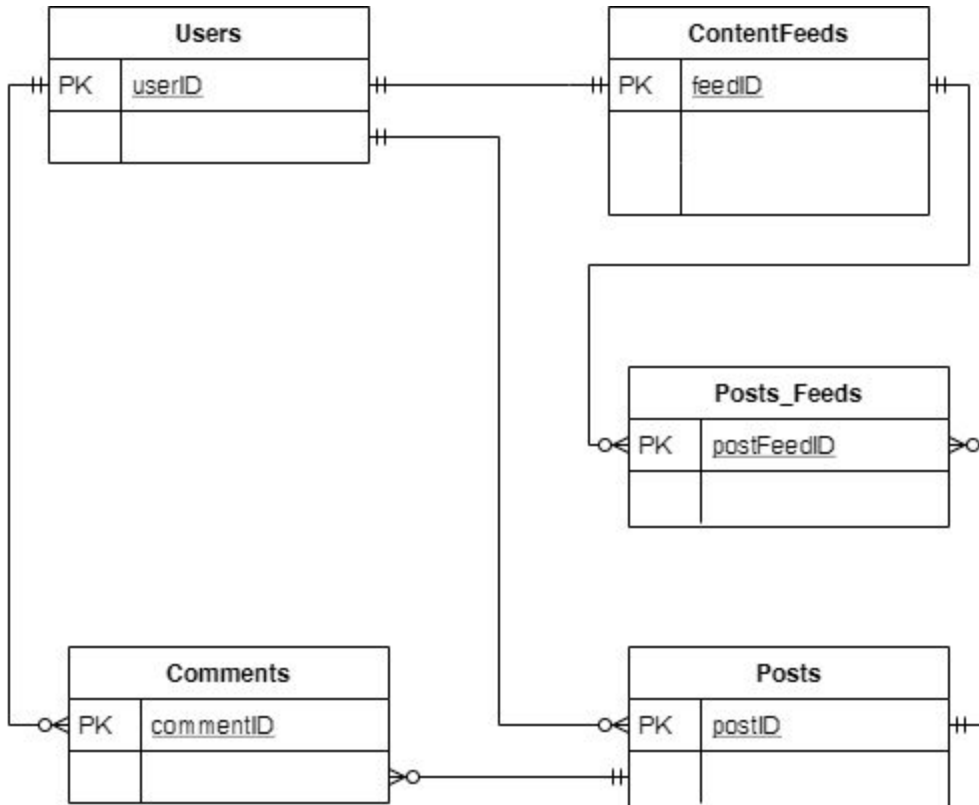 Users
PK userID
ContentFeeds
PK feedID
Posts_Feeds
PK postFeedID
Comments
PK commentID
Posts
PK postID